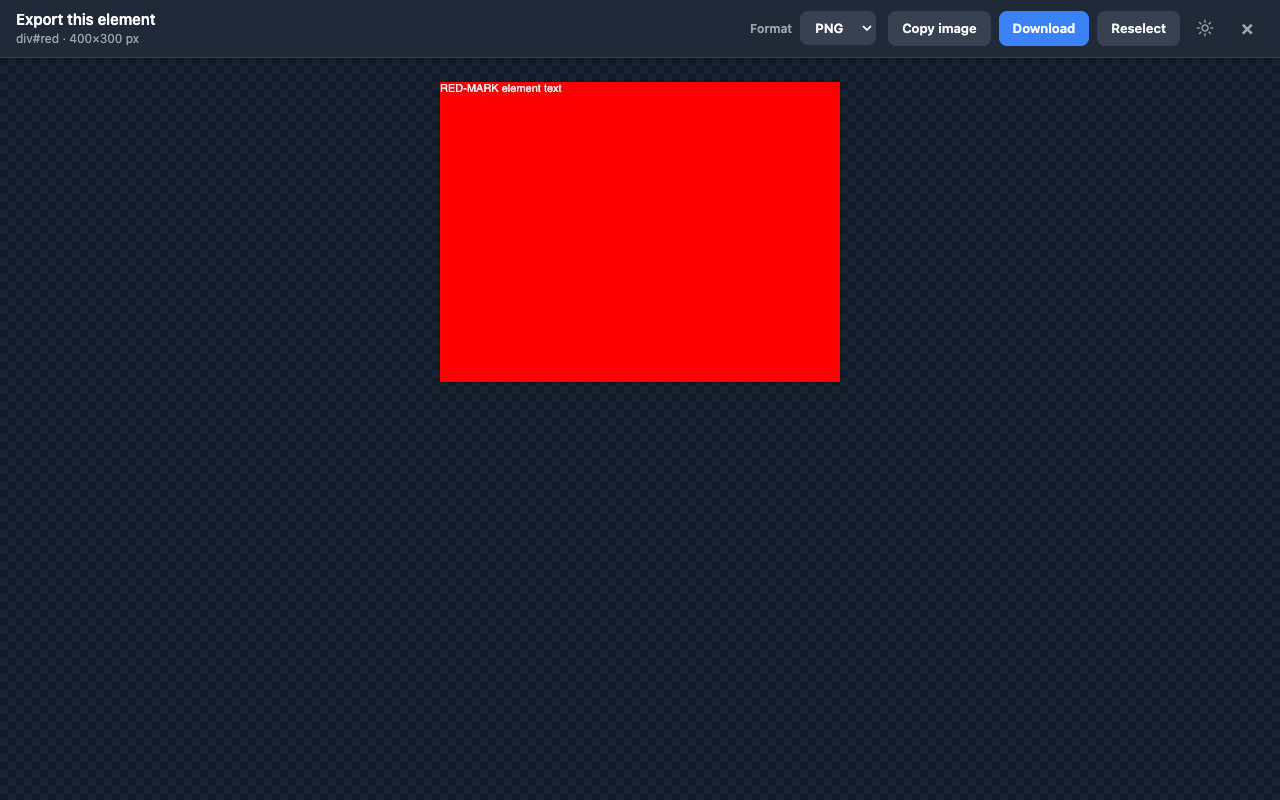 Export this element
div#red · 400×300 px
Format PNG Copy image Download Reselect ×
RED-MARK element text